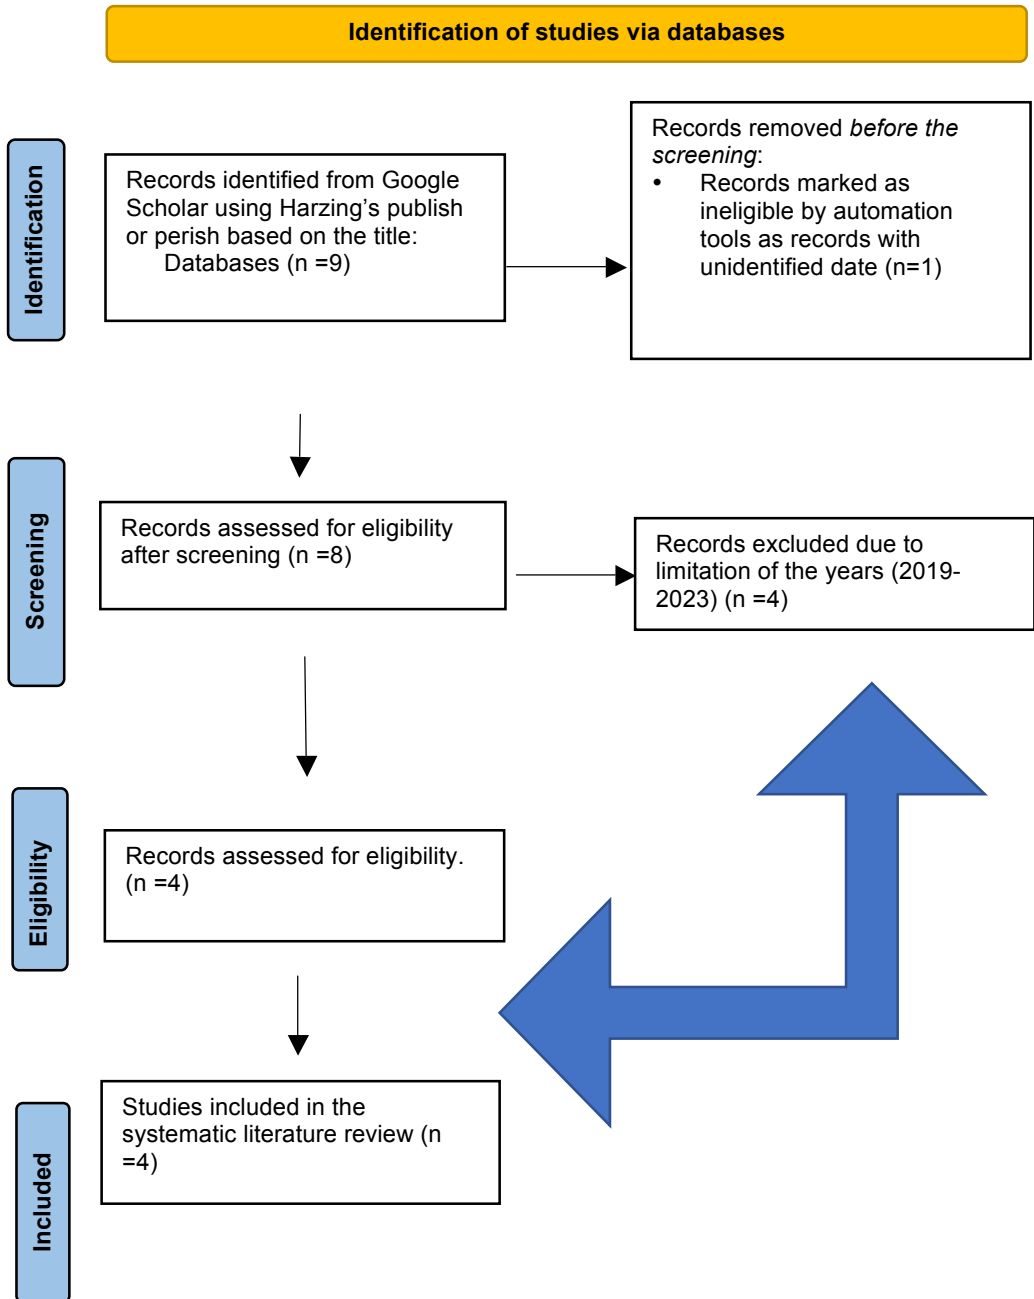 Identification of studies via databases
Identification
Records identified from Google
Scholar using Harzing's publish
or perish based on the title:
Databases (n =9)
Records removed before the
screening:
• Records marked as
ineligible by automation
tools as records with
unidentified date (n=1)
Screening
Records assessed for eligibility
after screening (n =8)
Records excluded due to
limitation of the years (2019-
2023) (n =4)
Eligibility
Records assessed for eligibility.
(n =4)
Included
Studies included in the
systematic literature review (n
=4)